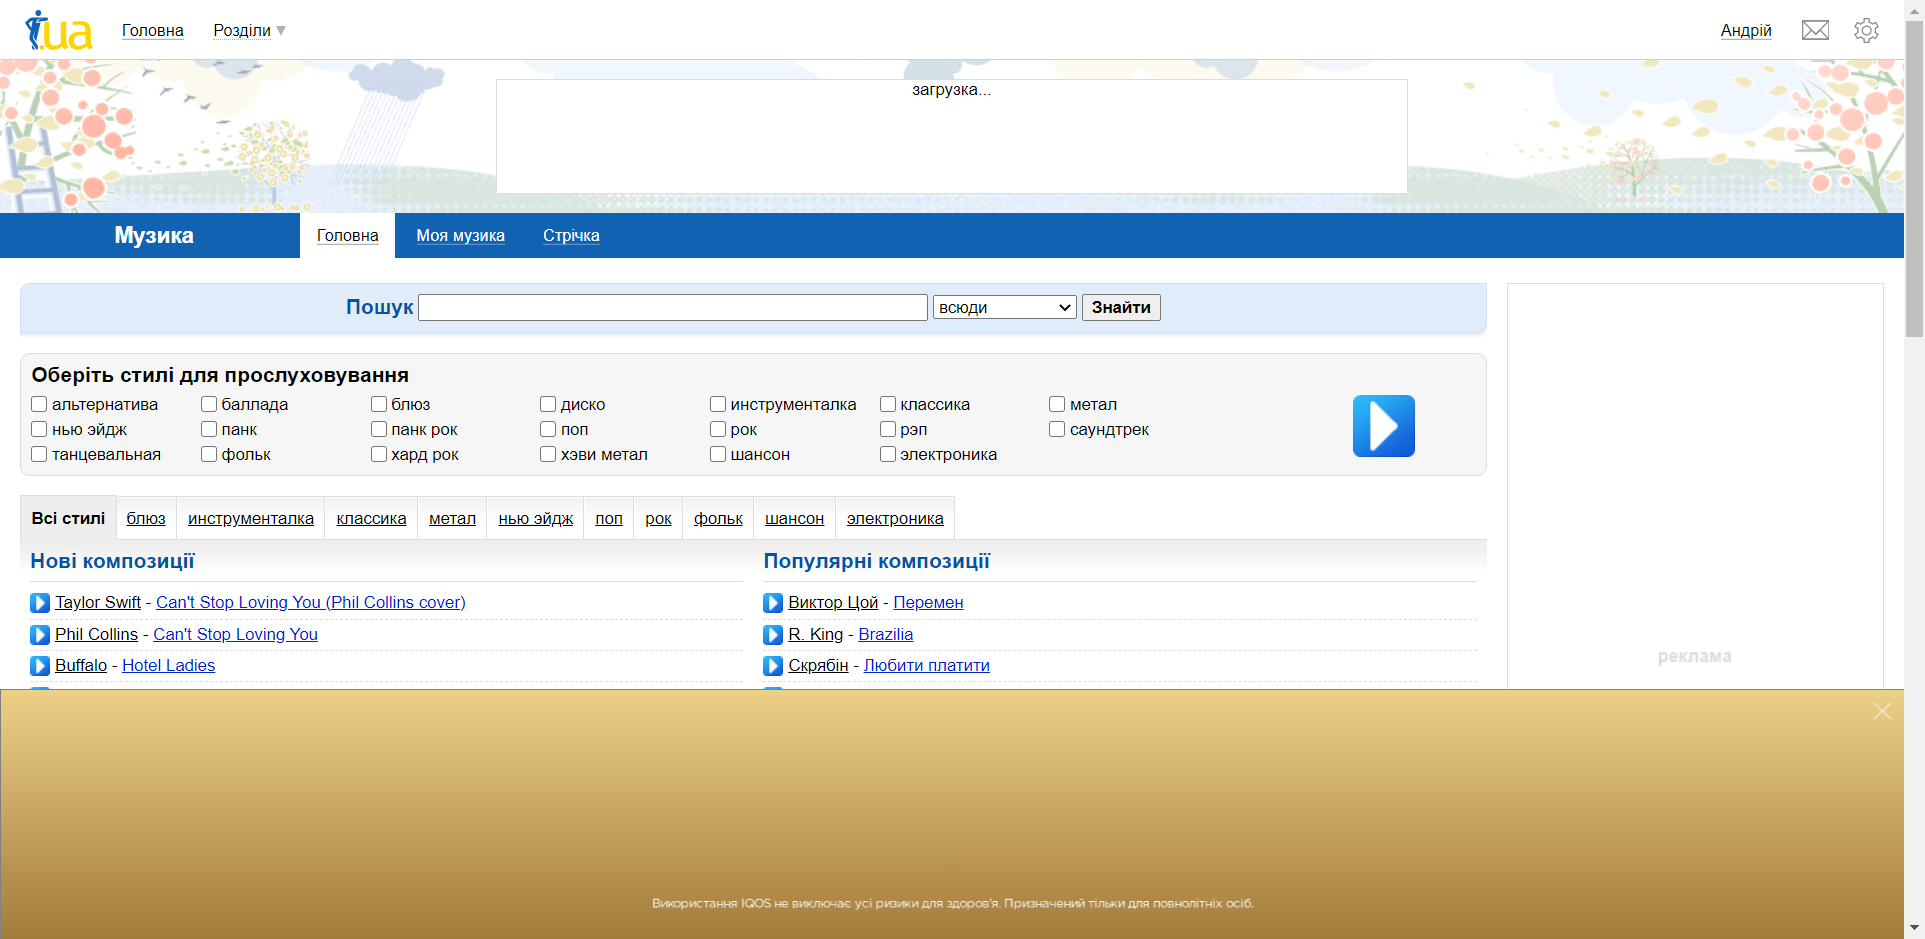 i.ua Головна Розділи Андрій
загрузка...
Музика Головна Моя музика Стрічка
Пошук всюди Знайти
Оберіть стилі для прослуховування
альтернатива баллада блюз диско инструменталка классика метал
нью эйдж панк панк рок поп рок рэп саундтрек
танцевальная фольк хард рок хэви метал шансон электроника
Всі стилі блюз инструменталка классика метал нью эйдж поп рок фольк шансон электроника
Нові композиції
Taylor Swift - Can't Stop Loving You (Phil Collins cover)
Phil Collins - Can't Stop Loving You
Buffalo - Hotel Ladies
Популярні композиції
Виктор Цой - Перемен
R. King - Brazilia
Скрябін - Любити платити
реклама
Використання IQOS не виключає усі ризики для здоров'я. Призначений тільки для повнолітніх осіб.